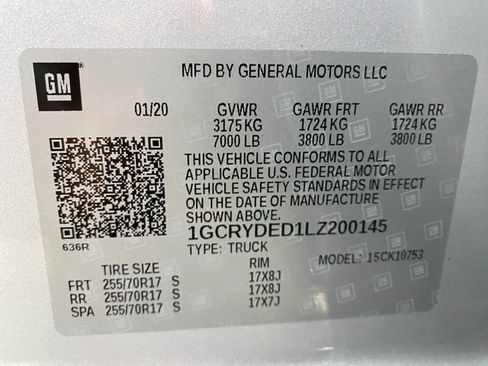 GM
MFD BY GENERAL MOTORS LLC
01/20 GVWR GAWR FRT GAWR RR
3175 KG 1724 KG 1724 KG
7000 LB 3800 LB 3800 LB
THIS VEHICLE CONFORMS TO ALL
APPLICABLE U.S. FEDERAL MOTOR
VEHICLE SAFETY STANDARDS IN EFFECT
ON THE DATE OF MANUFACTURE
SHOWN ABOVE.
636R 1GCRYDED1LZ200145
TYPE: TRUCK MODEL: 15CK10753
TIRE SIZE RIM
FRT 255/70R17 S 17X8J
RR 255/70R17 S 17X8J
SPA 255/70R17 S 17X7J